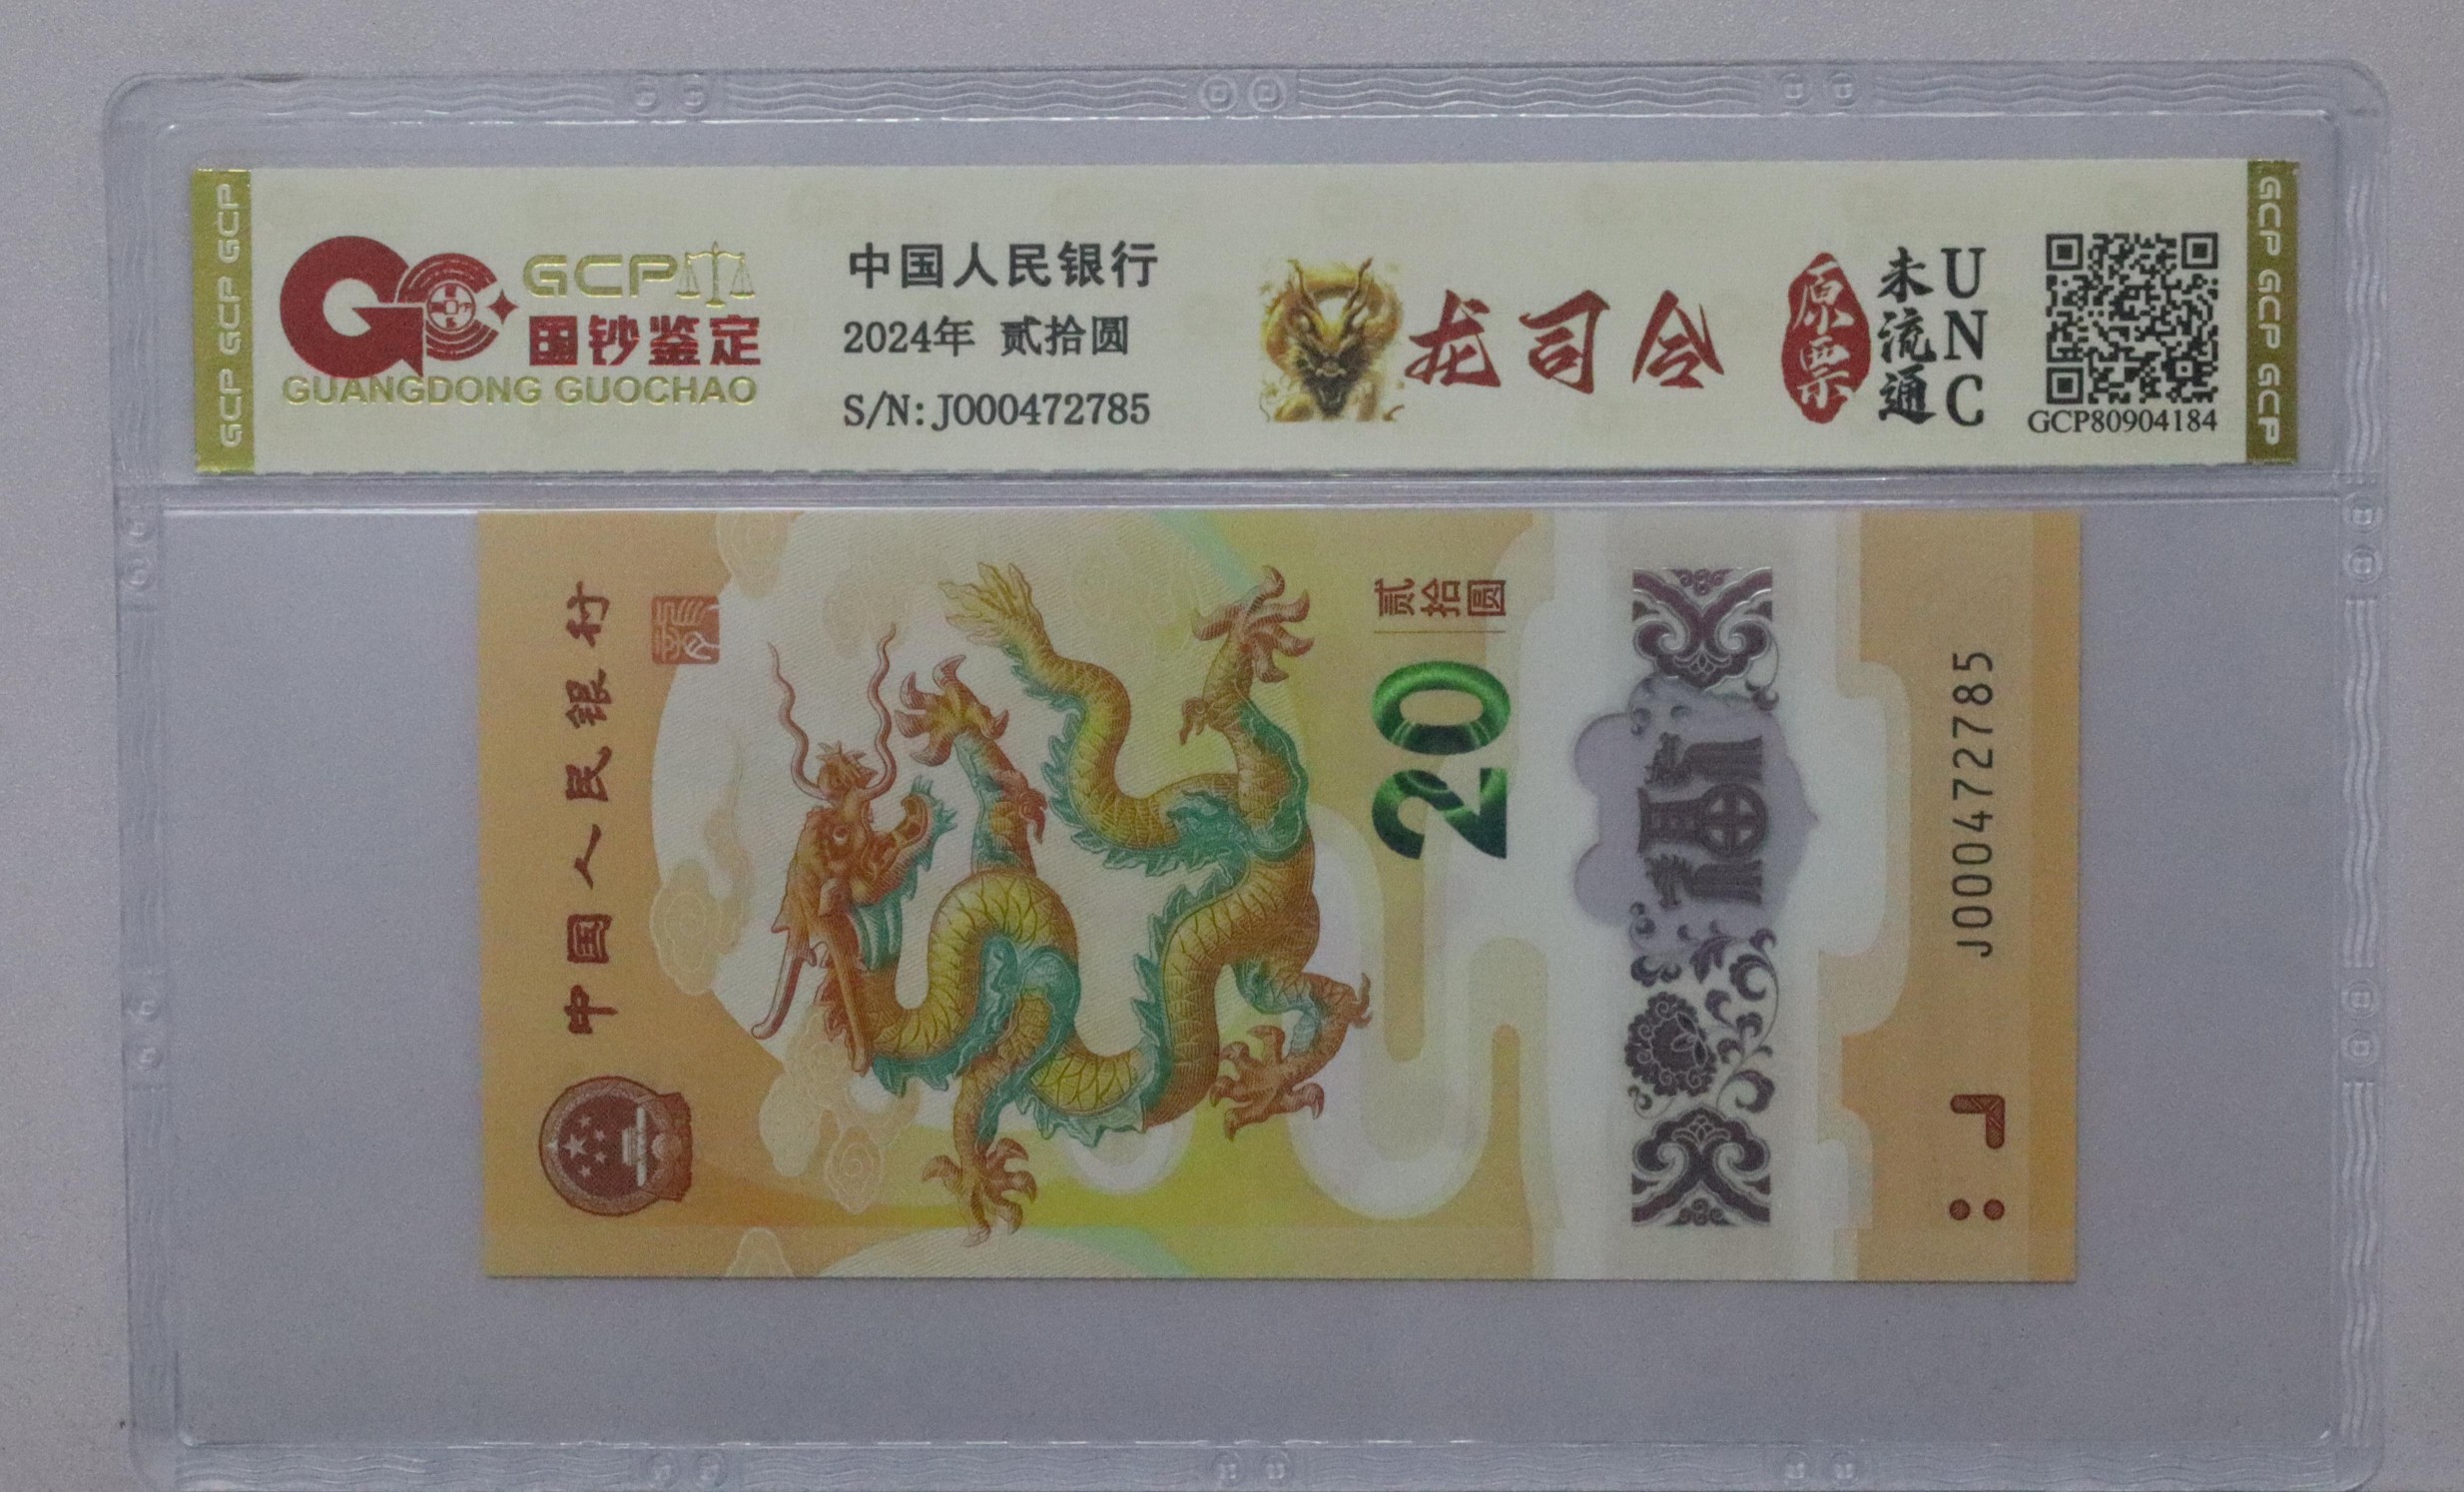 GCP GCP GCP
GCP
国钞鉴定
GUANGDONG GUOCHAO
中国人民银行
2024年 贰拾圆
S/N: J000472785
龙司令
原票
未流通
UNC
GCP80904184
GCP GCP GCP
中国人民银行
龍
贰拾圆
20
福
J000472785